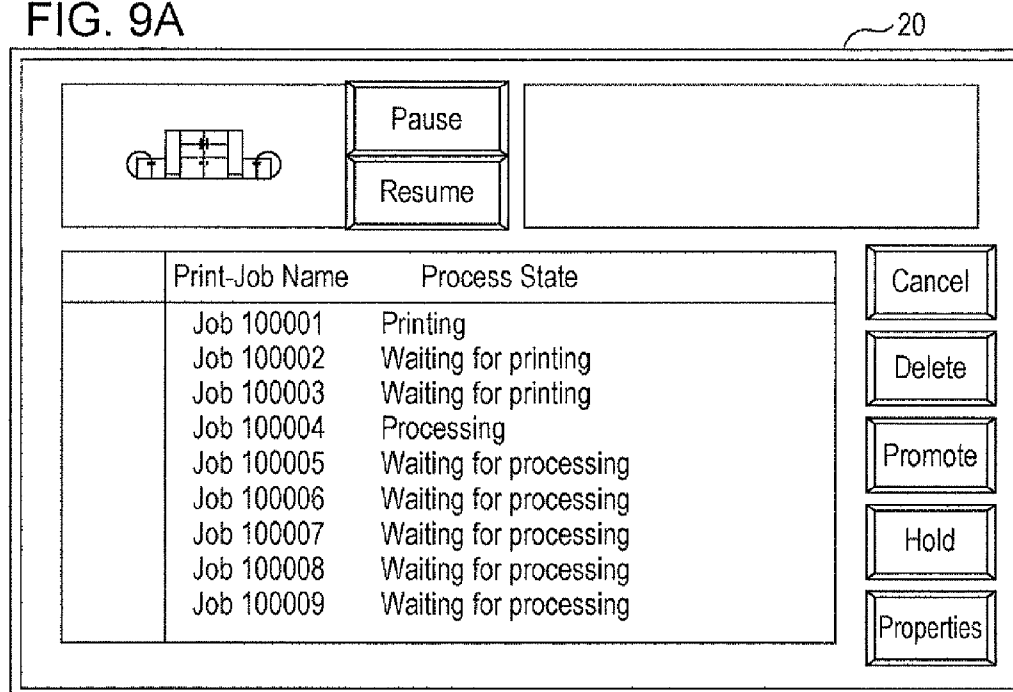 FIG. 9A
20
Pause
Resume
Print-Job Name Process State
Job 100001 Printing
Job 100002 Waiting for printing
Job 100003 Waiting for printing
Job 100004 Processing
Job 100005 Waiting for processing
Job 100006 Waiting for processing
Job 100007 Waiting for processing
Job 100008 Waiting for processing
Job 100009 Waiting for processing
Cancel
Delete
Promote
Hold
Properties